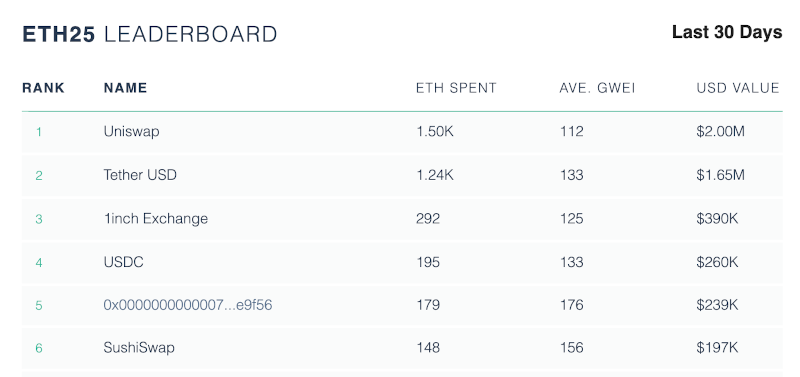 ETH25 LEADERBOARD Last 30 Days
RANK NAME ETH SPENT AVE. GWEI USD VALUE
1 Uniswap 1.50K 112 $2.00M
2 Tether USD 1.24K 133 $1.65M
3 1inch Exchange 292 125 $390K
4 USDC 195 133 $260K
5 0x0000000000007...e9f56 179 176 $239K
6 SushiSwap 148 156 $197K